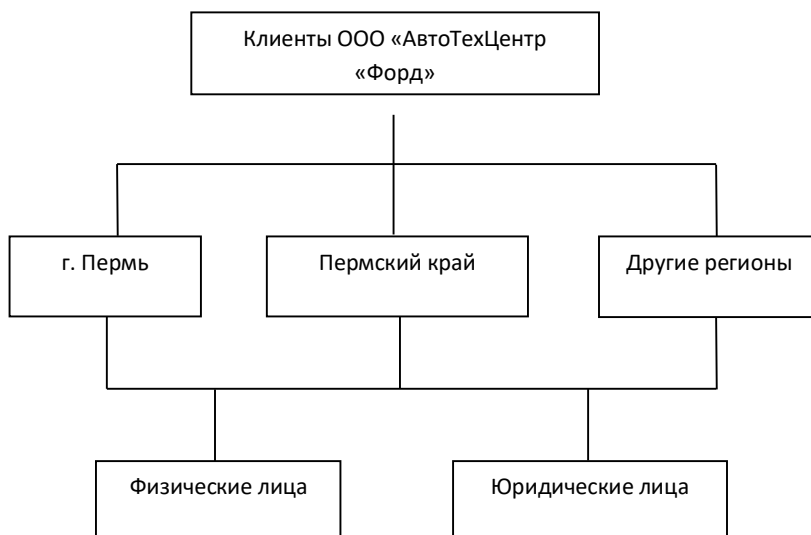 Клиенты ООО «АвтоТехЦентр
«Форд»
г. Пермь
Пермский край
Другие регионы
Физические лица
Юридические лица